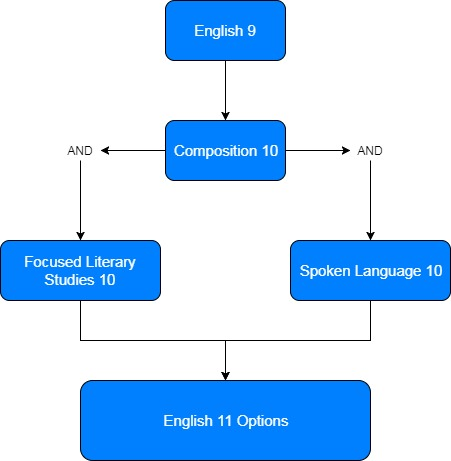 English 9
Composition 10
AND
AND
Focused Literary
Studies 10
Spoken Language 10
English 11 Options